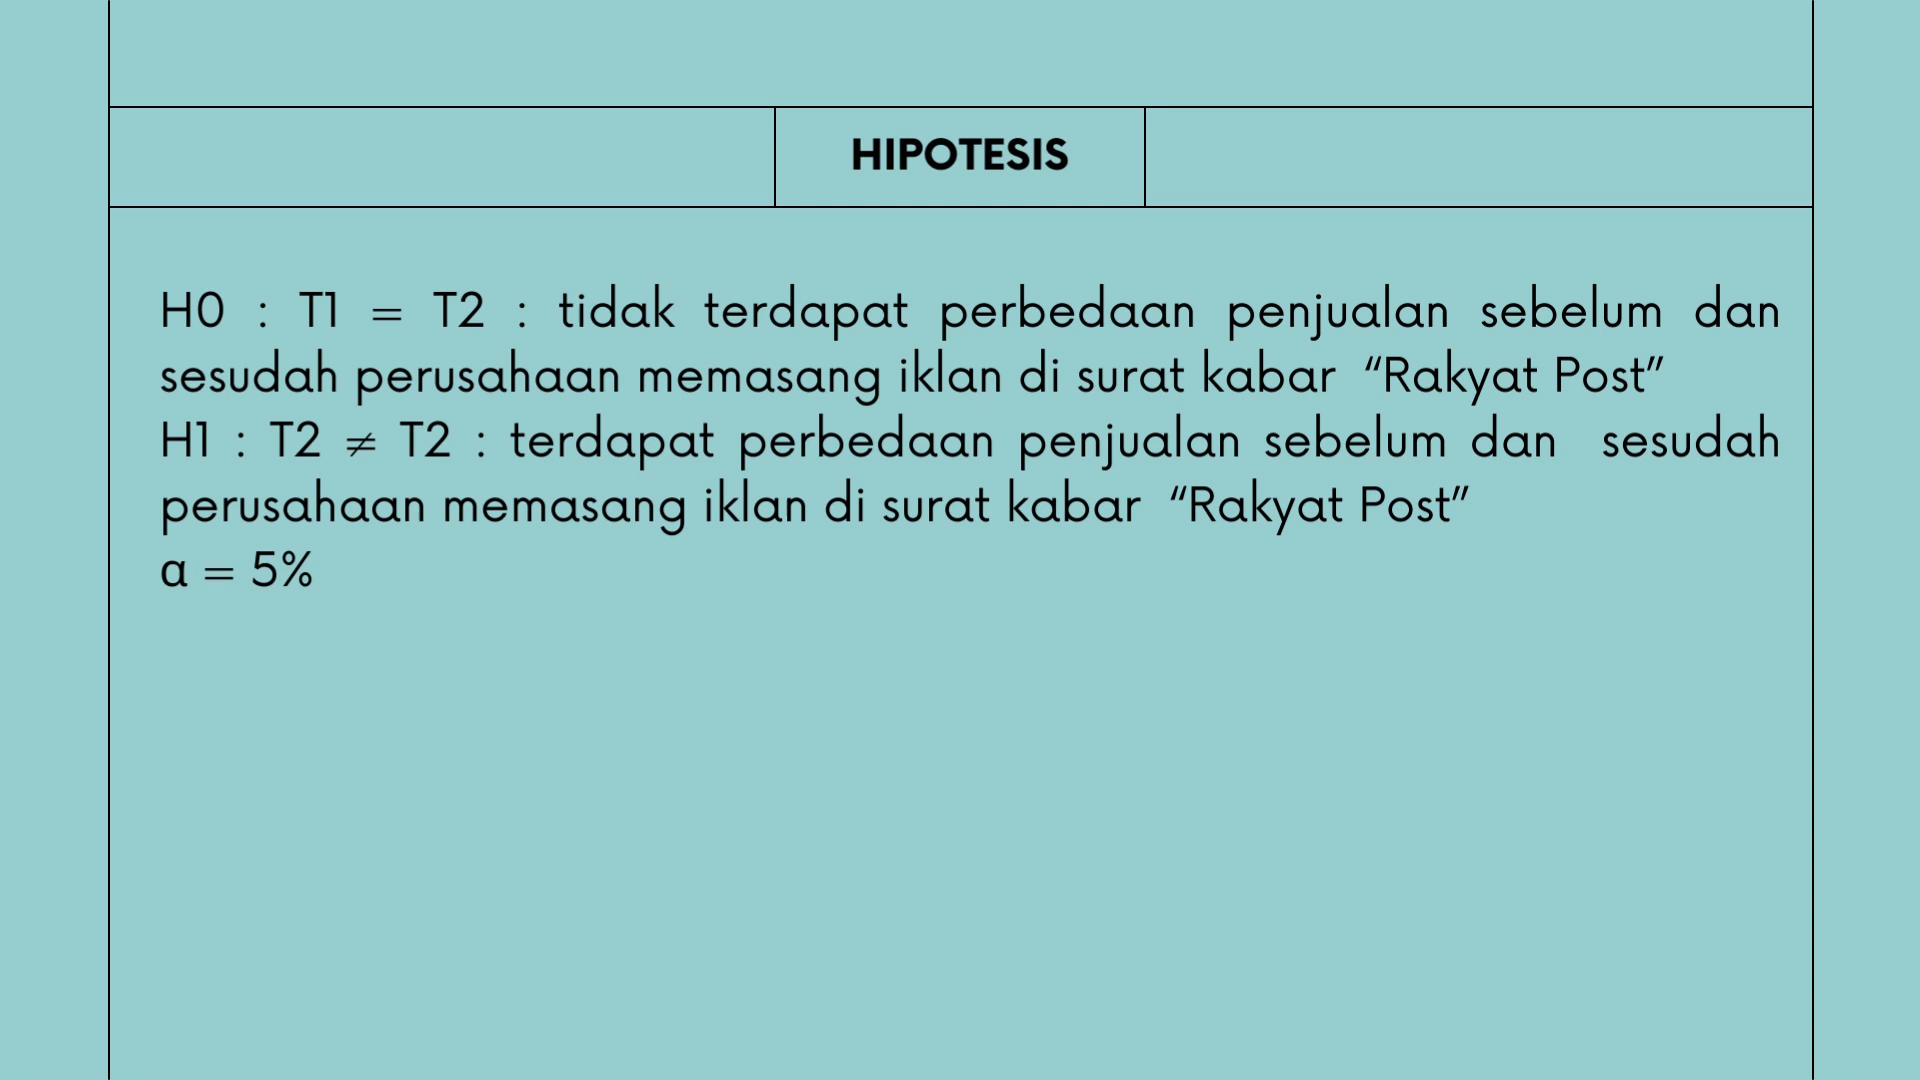 HIPOTESIS
H0 : T1 = T2 : tidak terdapat perbedaan penjualan sebelum dan
sesudah perusahaan memasang iklan di surat kabar “Rakyat Post”
H1 : T2 ≠ T2 : terdapat perbedaan penjualan sebelum dan sesudah
perusahaan memasang iklan di surat kabar “Rakyat Post”
α = 5%